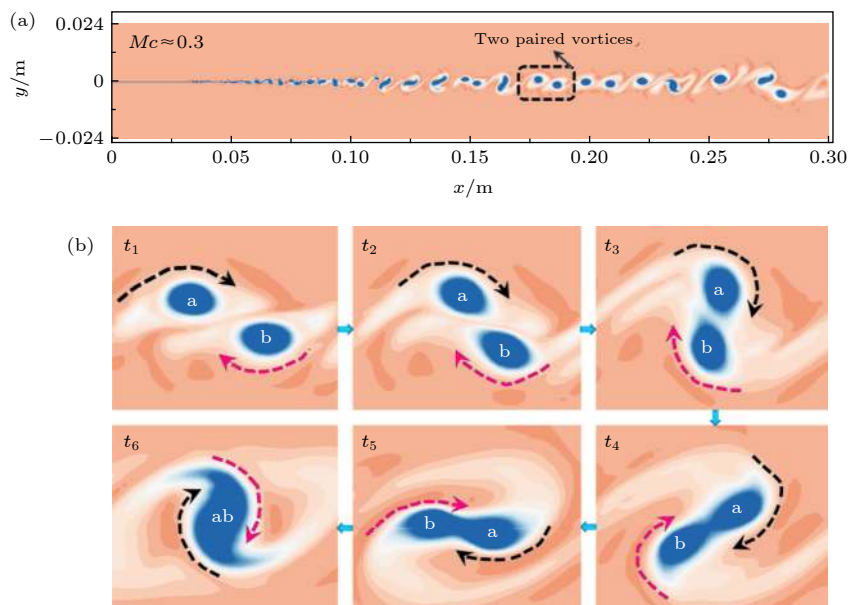 (a)
0.024
Mc≈0.3
Two paired vortices
y/m
0
−0.024
0
0.05
0.10
0.15
0.20
0.25
0.30
x/m
(b)
t1
a
b
t2
a
b
t3
a
b
t6
ab
t5
b
a
t4
a
b